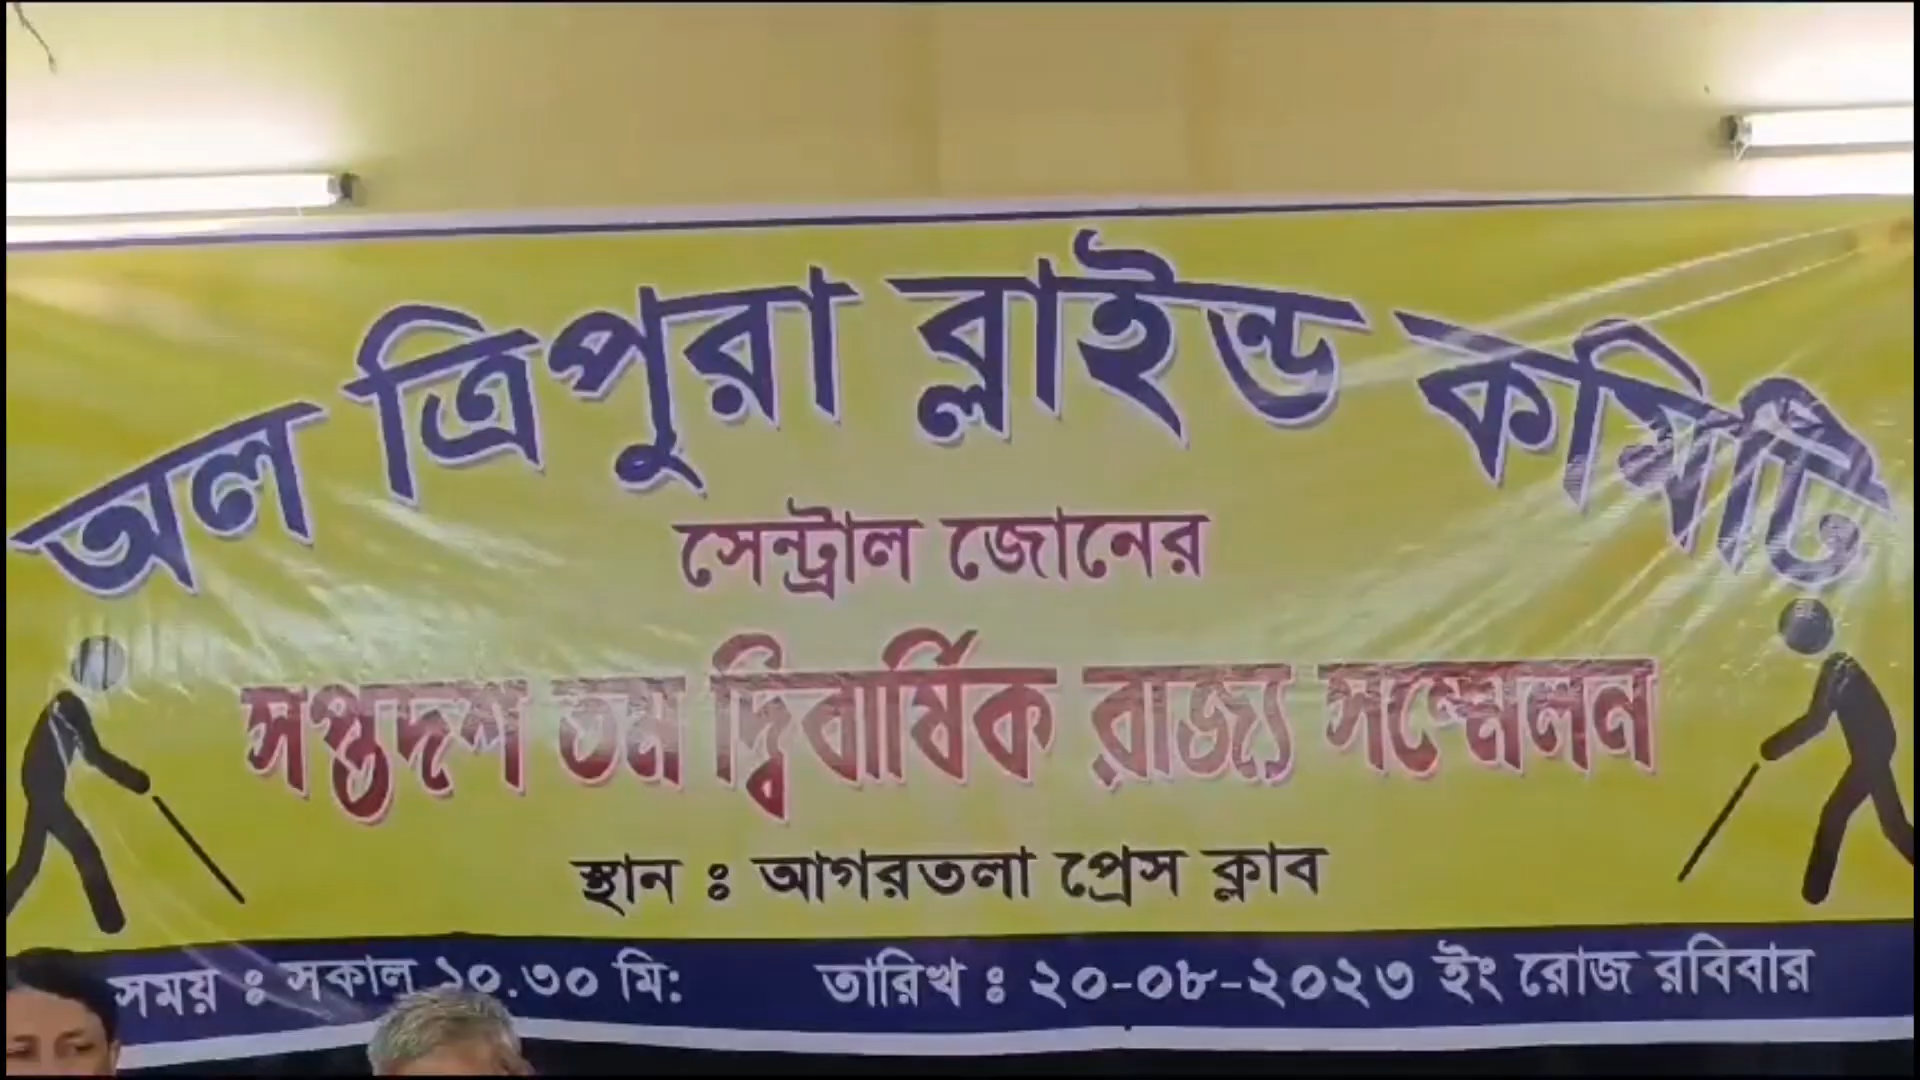 অল ত্রিপুরা ব্লাইন্ড কমিটি
সেন্ট্রাল জোনের
সপ্তদশ তম দ্বিবার্ষিক রাজ্য সম্মেলন
স্থান : আগরতলা প্রেস ক্লাব
সময় : সকাল ১০.৩০ মি: তারিখ : ২০-০৮-২০২৩ ইং রোজ রবিবার